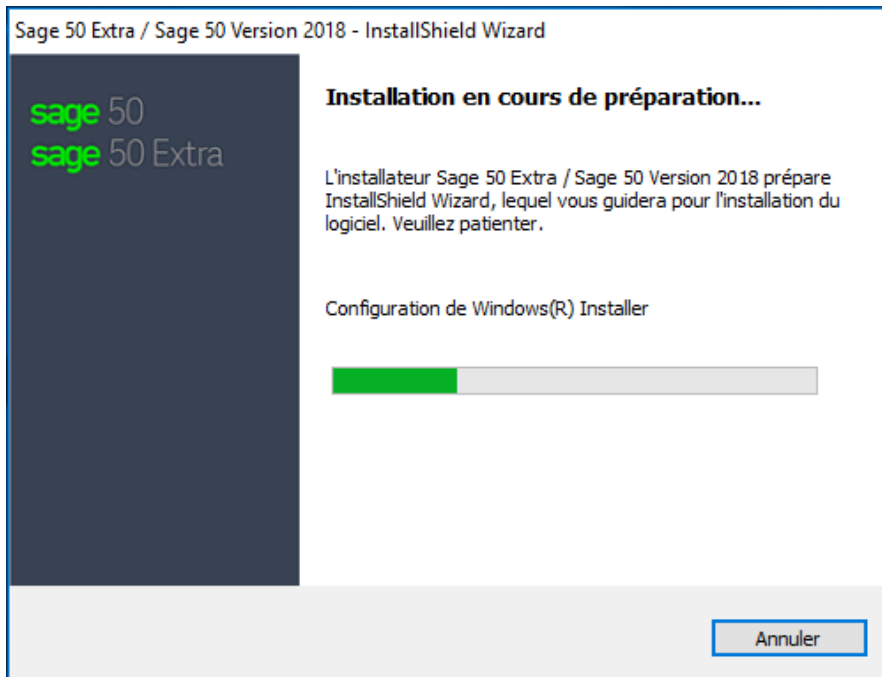 Sage 50 Extra / Sage 50 Version 2018 - InstallShield Wizard
sage 50
sage 50 Extra
Installation en cours de préparation...
L'installateur Sage 50 Extra / Sage 50 Version 2018 prépare
InstallShield Wizard, lequel vous guidera pour l'installation du
logiciel. Veuillez patienter.
Configuration de Windows(R) Installer
Annuler